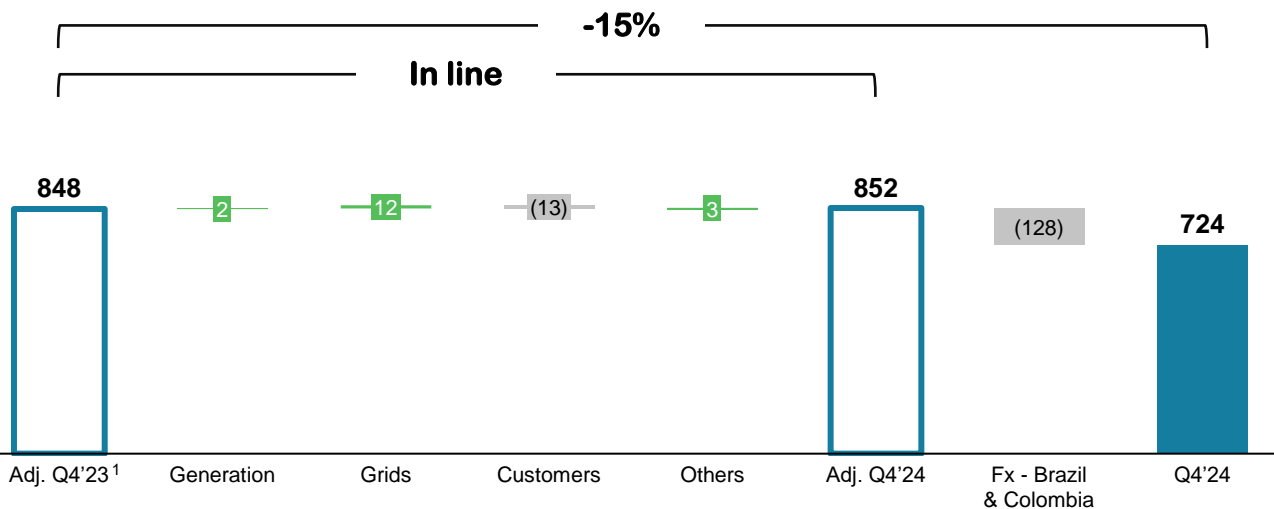 -15%
In line
848
2
12
(13)
3
852
(128)
724
Adj. Q4’23 1
Generation
Grids
Customers
Others
Adj. Q4’24
Fx - Brazil
& Colombia
Q4’24